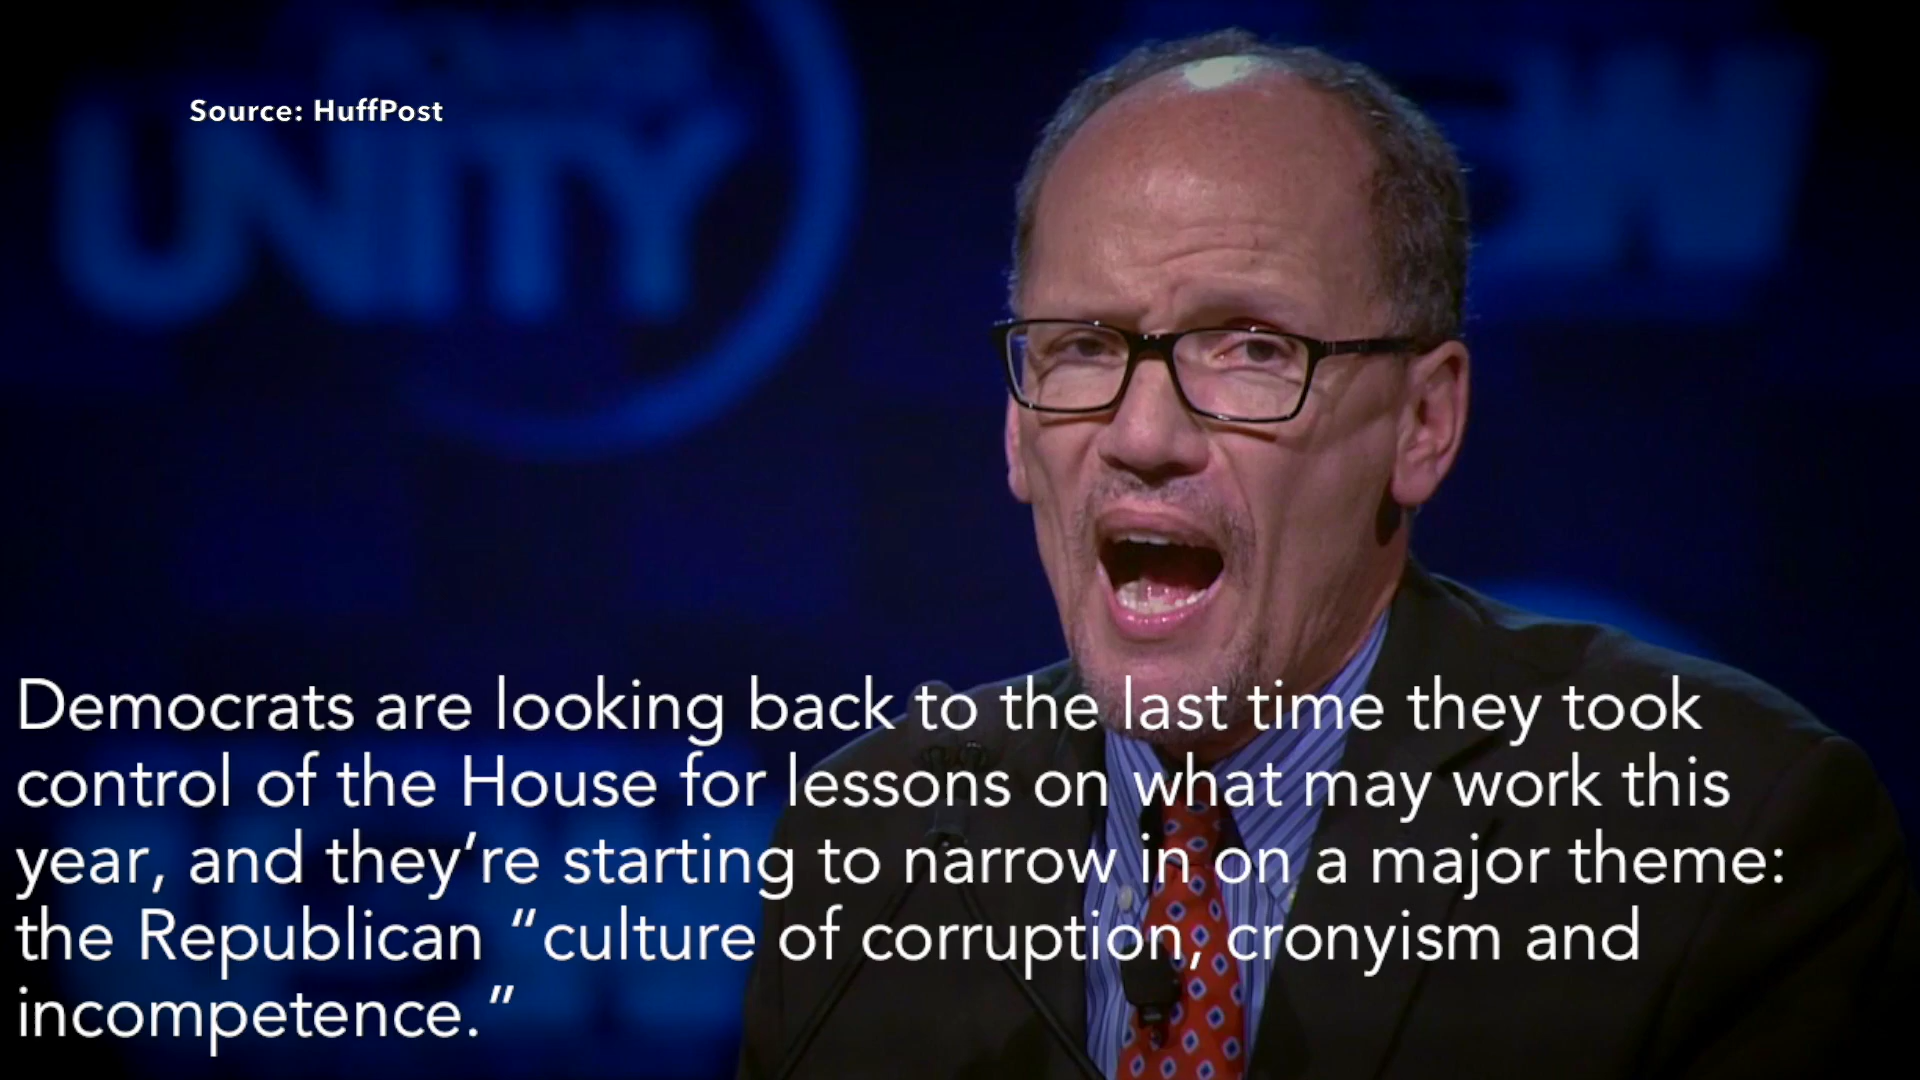 Source: HuffPost
UNITY
Democrats are looking back to the last time they took
control of the House for lessons on what may work this
year, and they’re starting to narrow in on a major theme:
the Republican “culture of corruption, cronyism and
incompetence.”